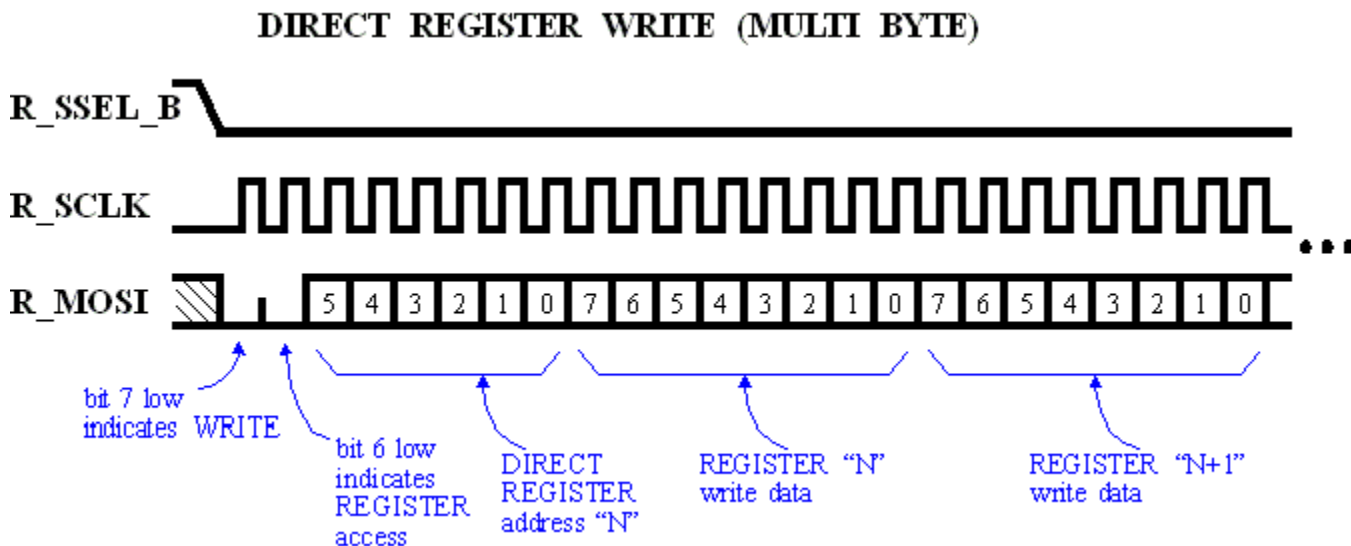 DIRECT REGISTER WRITE (MULTI BYTE)
R_SSEL_B
R_SCLK
R_MOSI
5 4 3 2 1 0 7 6 5 4 3 2 1 0 7 6 5 4 3 2 1 0
bit 7 low
indicates WRITE
bit 6 low
indicates
REGISTER
access
DIRECT
REGISTER
address “N”
REGISTER “N”
write data
REGISTER “N+1”
write data